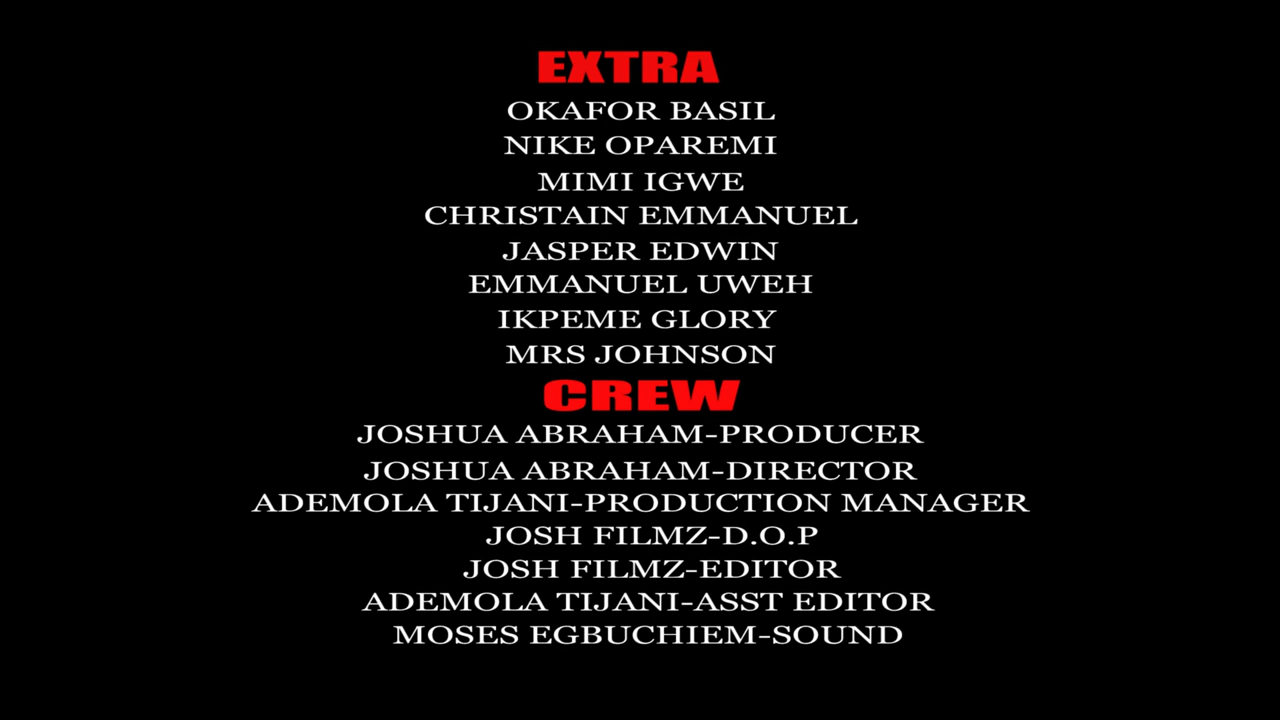 EXTRA
OKAFOR BASIL
NIKE OPAREMI
MIMI IGWE
CHRISTAIN EMMANUEL
JASPER EDWIN
EMMANUEL UWEH
IKPEME GLORY
MRS JOHNSON
CREW
JOSHUA ABRAHAM-PRODUCER
JOSHUA ABRAHAM-DIRECTOR
ADEMOLA TIJANI-PRODUCTION MANAGER
JOSH FILMZ-D.O.P
JOSH FILMZ-EDITOR
ADEMOLA TIJANI-ASST EDITOR
MOSES EGBUCHIEM-SOUND